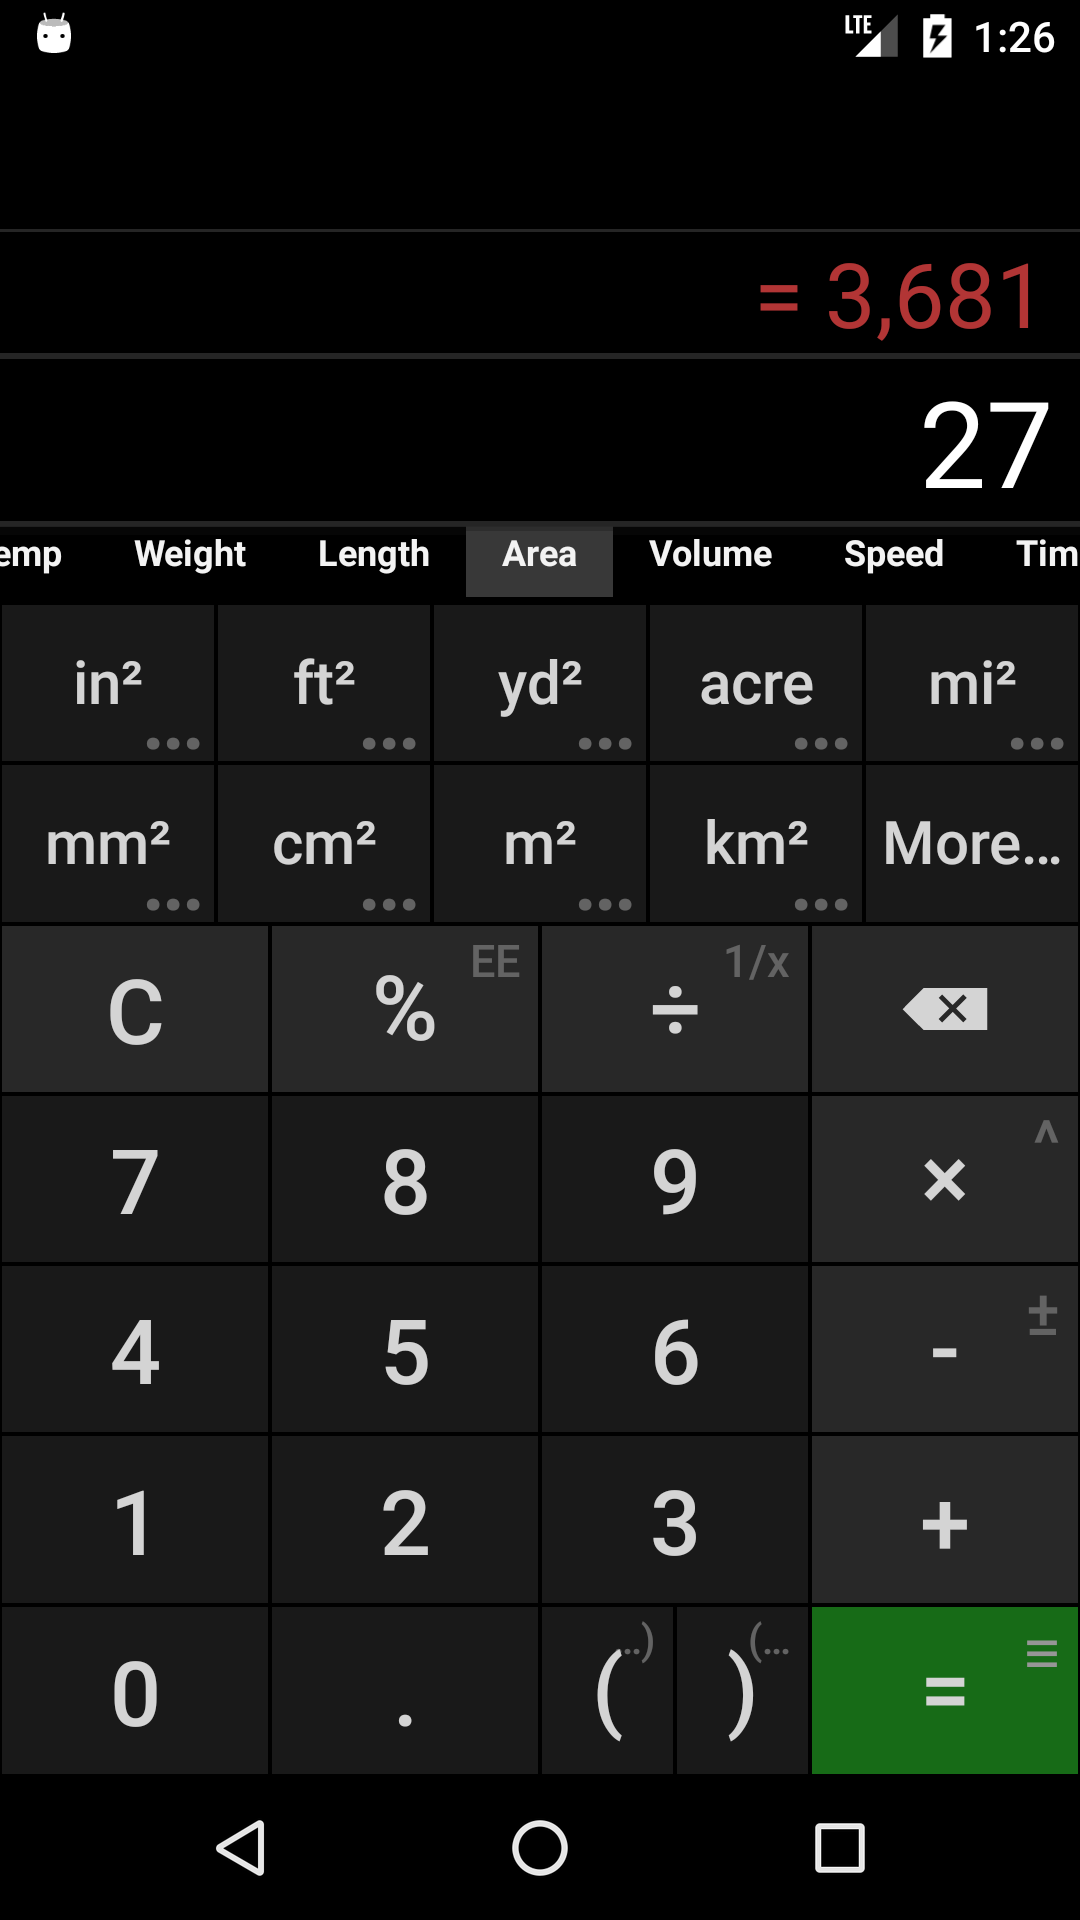 LTE 1:26
= 3,681
27
emp Weight Length Area Volume Speed Tim
in² ft² yd² acre mi²
mm² cm² m² km² More...
C % EE ÷ 1/x
7 8 9 × ^
4 5 6 - ±
1 2 3 +
0 . ( ..) ) (... =